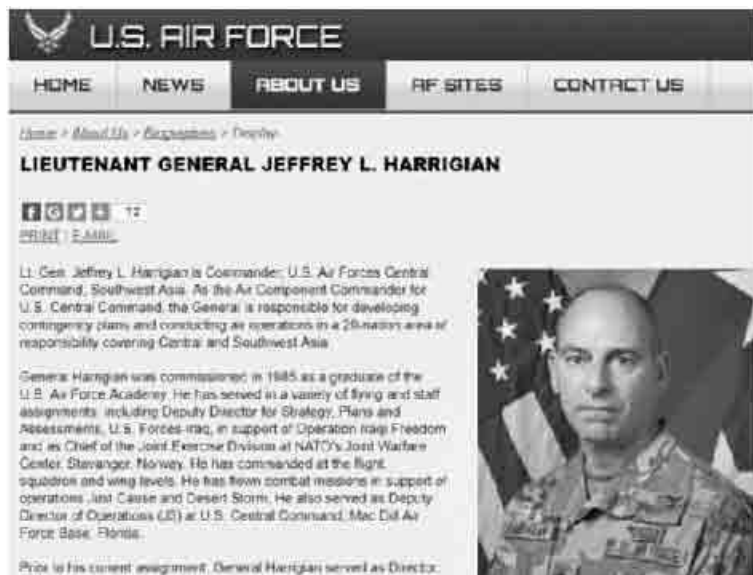 U.S. AIR FORCE
HOME NEWS ABOUT US AF SITES CONTACT US
Home > About Us > Biographies > Display
LIEUTENANT GENERAL JEFFREY L. HARRIGIAN
12
PRINT | E-MAIL
Lt. Gen. Jeffrey L. Harrigian is Commander, U.S. Air Forces Central
Command, Southwest Asia. As the Air Component Commander for
U.S. Central Command, the General is responsible for developing
contingency plans and conducting air operations in a 20-nation area of
responsibility covering Central and Southwest Asia
General Harrigian was commissioned in 1985 as a graduate of the
U.S. Air Force Academy. He has served in a variety of flying and staff
assignments, including Deputy Director for Strategy, Plans and
Assessments, U.S. Forces-Iraq, in support of Operation Iraqi Freedom
and as Chief of the Joint Exercise Division at NATO's Joint Warfare
Center, Stavanger, Norway. He has commanded at the flight,
squadron and wing levels. He has flown combat missions in support of
operations Just Cause and Desert Storm. He also served as Deputy
Director of Operations (J3) at U.S. Central Command, Mac Dill Air
Force Base, Florida.
Prior to his current assignment, General Harrigian served as Director,